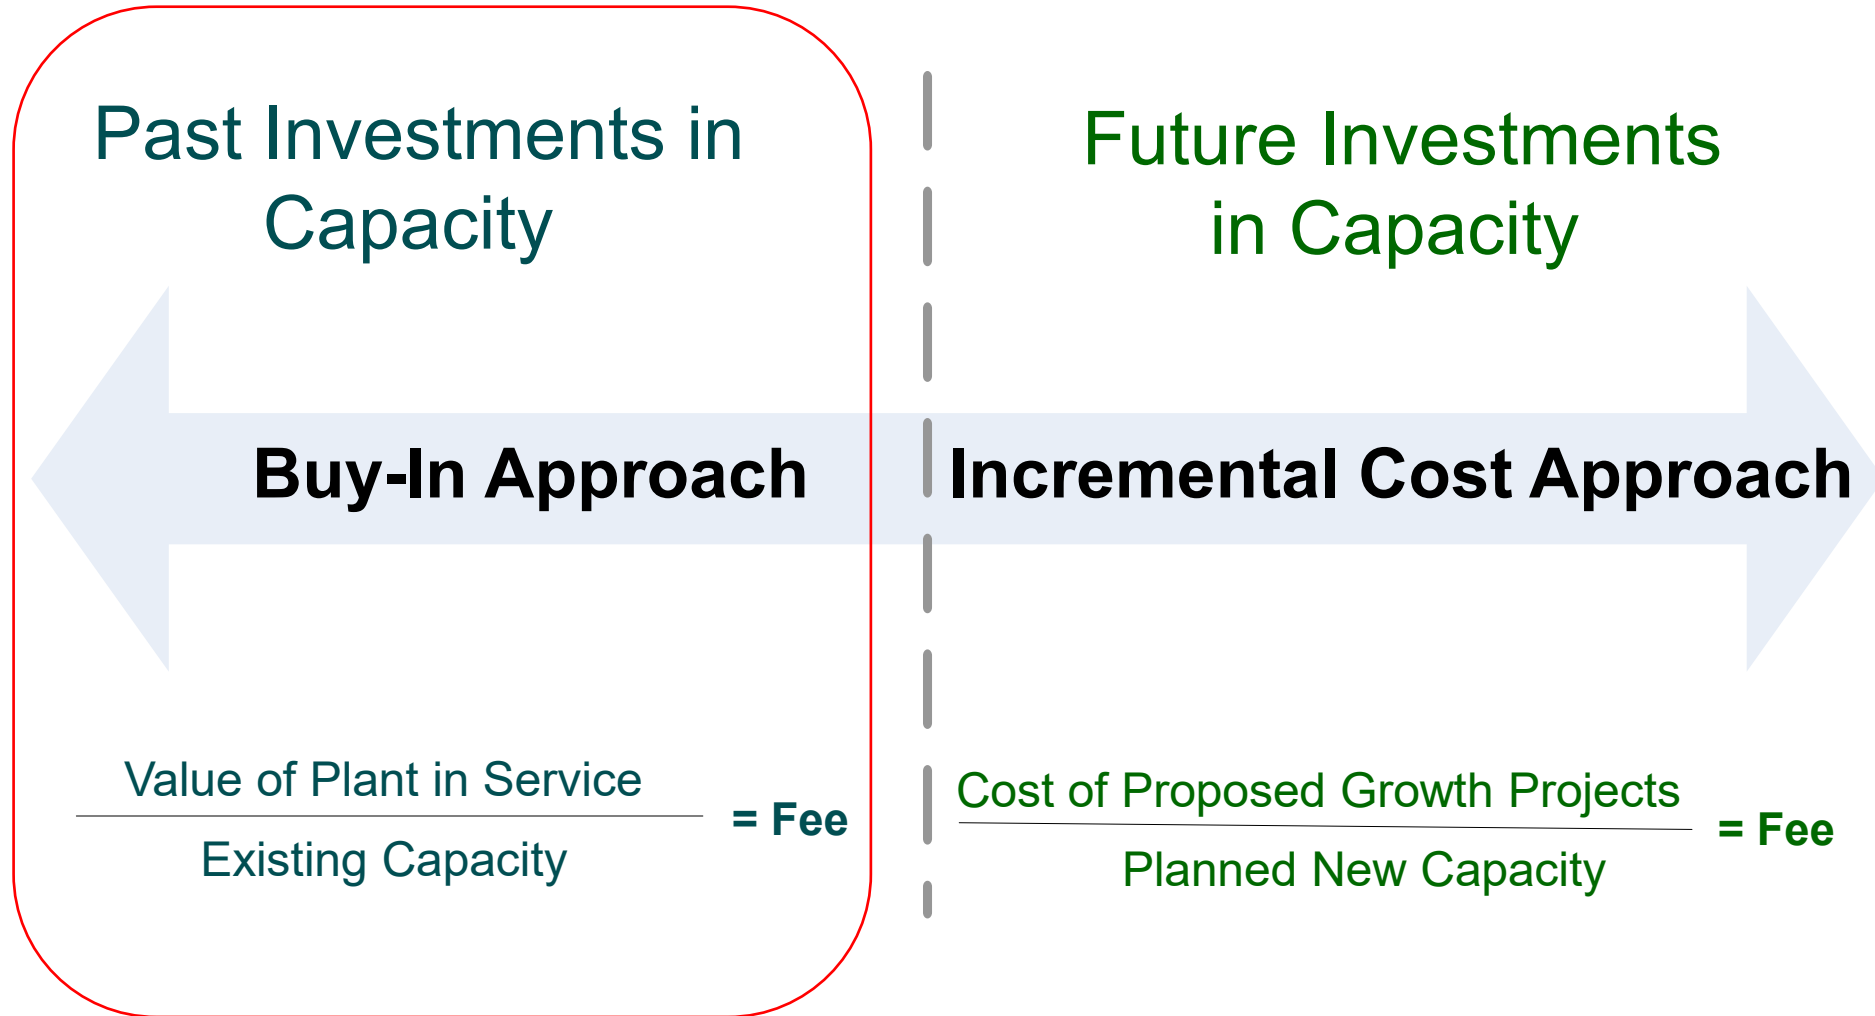 Past Investments in
Capacity
Future Investments
in Capacity
Buy-In Approach
Incremental Cost Approach
Value of Plant in Service
Existing Capacity
= Fee
Cost of Proposed Growth Projects
Planned New Capacity
= Fee